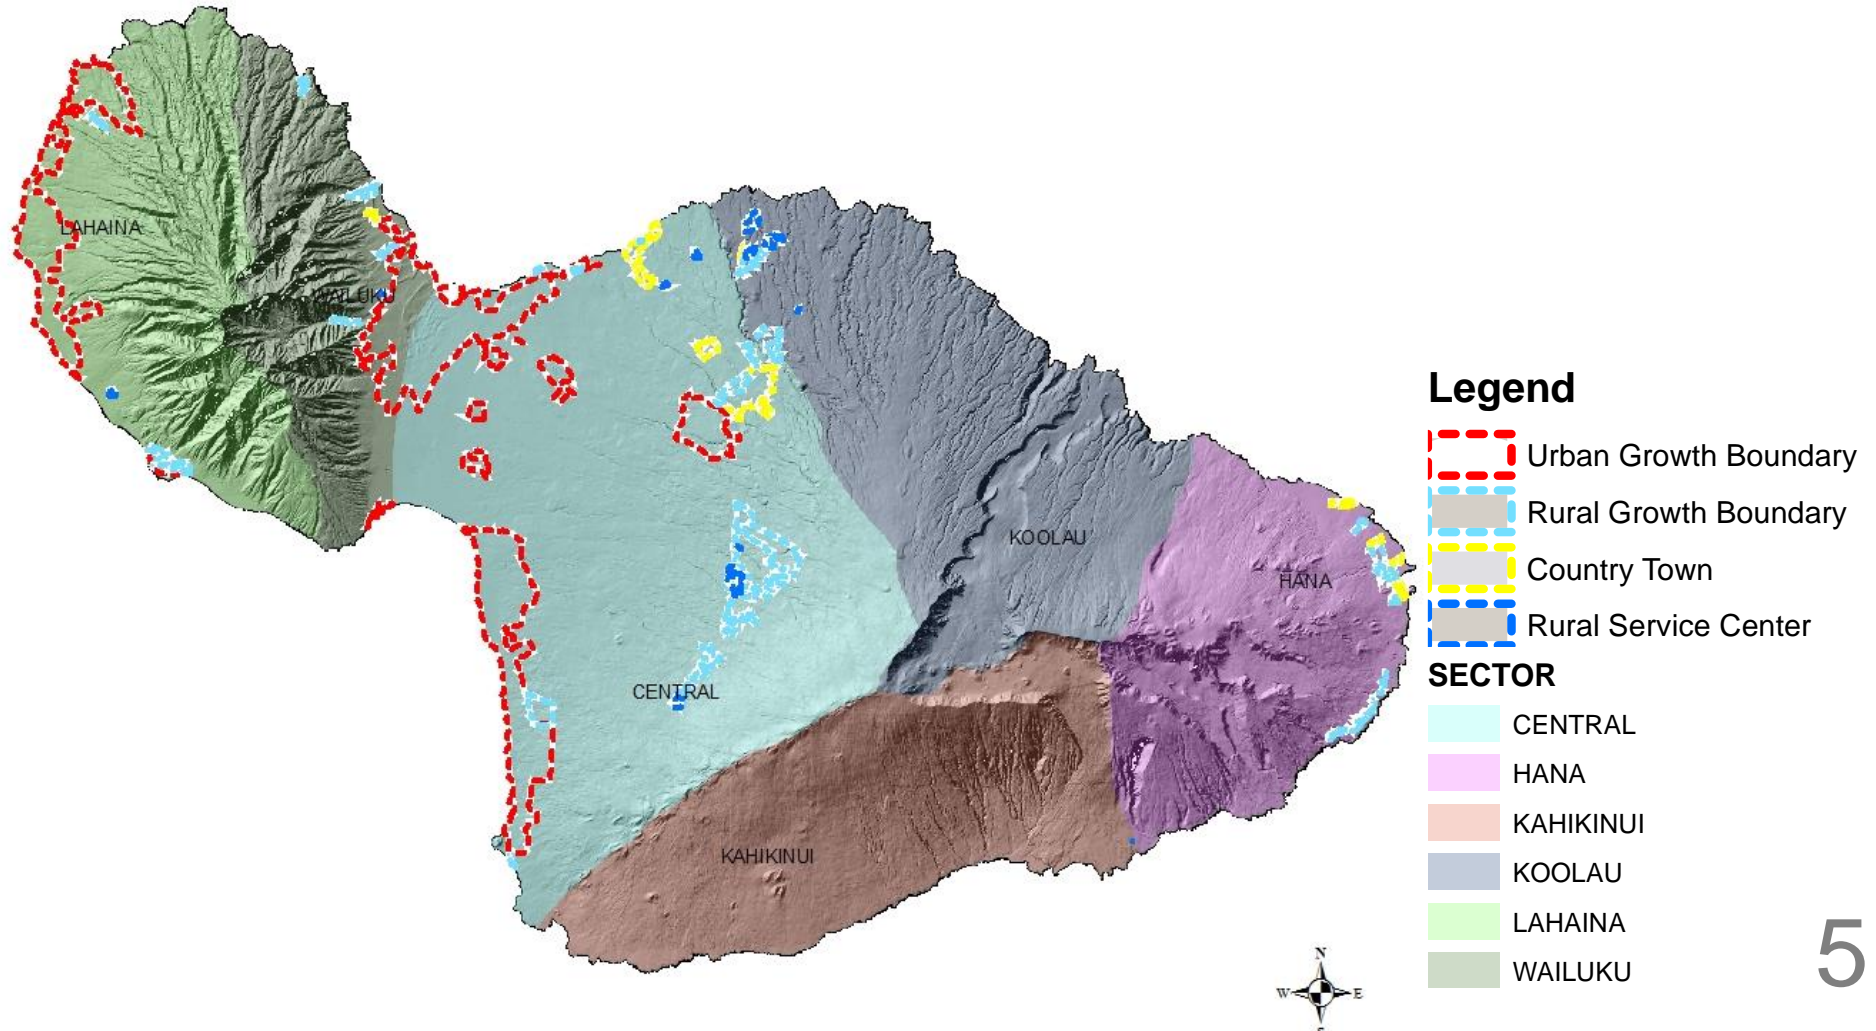 LAHAINA
WAILUKU
KOOLAU
HANA
CENTRAL
KAHIKINUI
Legend
Urban Growth Boundary
Rural Growth Boundary
Country Town
Rural Service Center
SECTOR
CENTRAL
HANA
KAHIKINUI
KOOLAU
LAHAINA
WAILUKU
N
W E
S
5